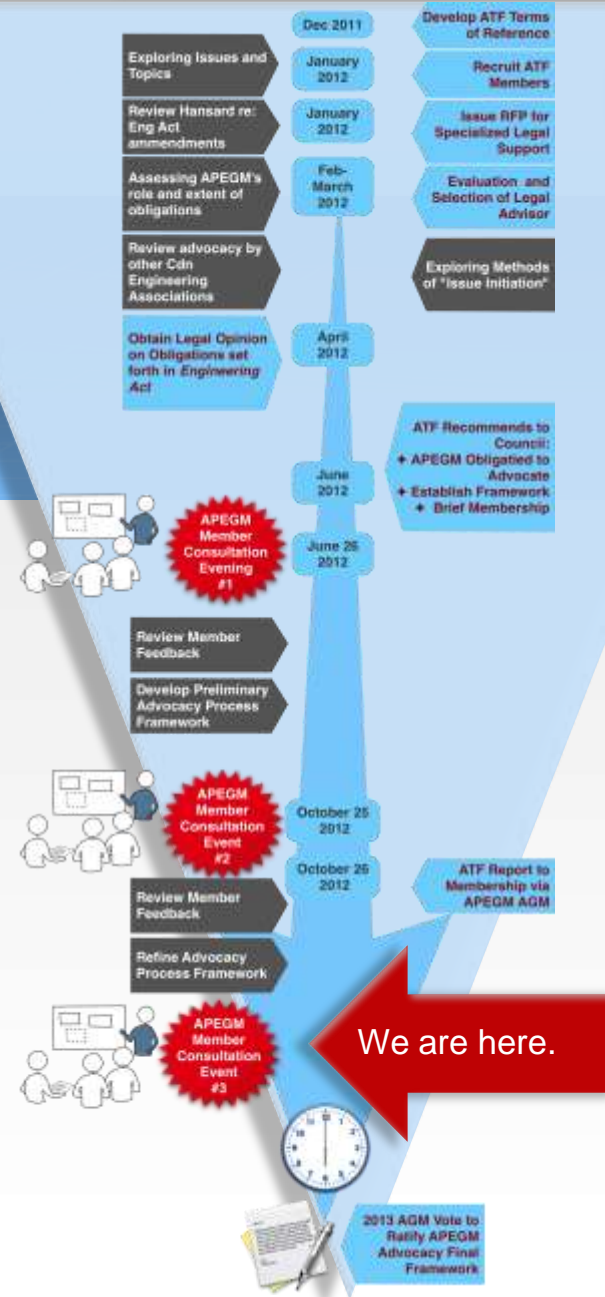 Dec 2011
Develop ATF Terms
of Reference
Exploring Issues and
Topics
January
2012
Recruit ATF
Members
Review Hansard re:
Eng Act
ammendments
January
2012
Issue RFP for
Specialized Legal
Support
Assessing APEGM's
role and extent of
obligations
Feb-
March
2012
Evaluation and
Selection of Legal
Advisor
Review advocacy by
other Cdn
Engineering
Associations
Exploring Methods
of "Issue Initiation"
Obtain Legal Opinion
on Obligations set
forth in Engineering
Act
April
2012
ATF Recommends to
Council:
+ APEGM Obligatied to
Advocate
+ Establish Framework
+ Brief Membership
June
2012
APEGM
Member
Consultation
Evening
#1
June 26
2012
Review Member
Feedback
Develop Preliminary
Advocacy Process
Framework
APEGM
Member
Consultation
Event
#2
October 25
2012
October 26
2012
ATF Report to
Membership via
APEGM AGM
Review Member
Feedback
Refine Advocacy
Process Framework
APEGM
Member
Consultation
Event
#3
We are here.
2013 AGM Vote to
Ratify APEGM
Advocacy Final
Framework